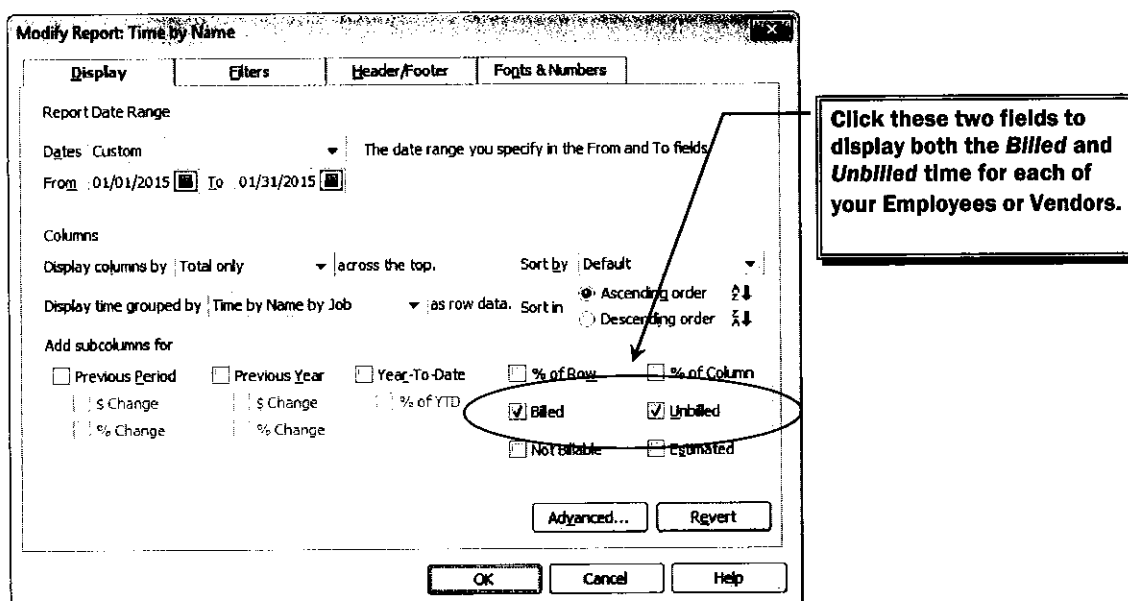 Modify Report: Time by Name
Display Filters Header/Footer Fonts & Numbers
Report Date Range
Dates Custom The date range you specify in the From and To fields
From 01/01/2015 To 01/31/2015
Columns
Display columns by Total only across the top. Sort by Default
Display time grouped by Time by Name by Job as row data. Sort in Ascending order
Descending order
Add subcolumns for
Previous Period Previous Year Year-To-Date % of Row % of Column
$ Change $ Change % of YTD Billed Unbilled
% Change % Change
Not Billable Estimated
Advanced... Revert
OK Cancel Help
Click these two fields to
display both the Billed and
Unbilled time for each of
your Employees or Vendors.